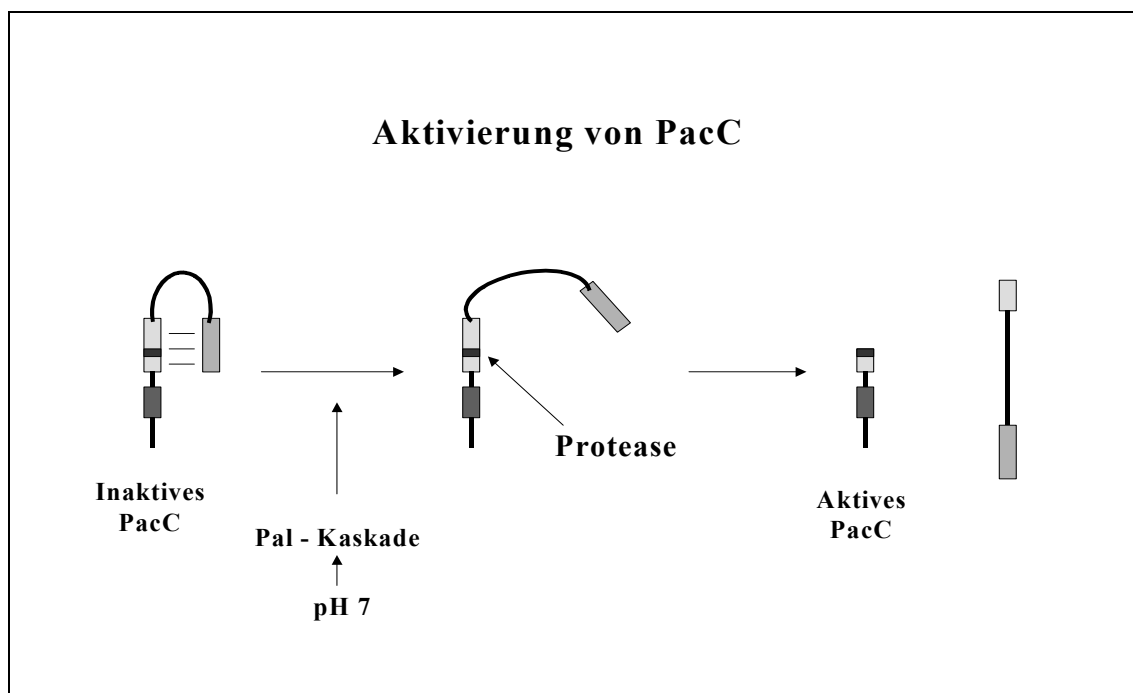 Aktivierung von PacC
Protease
Inaktives
PacC
Aktives
PacC
Pal - Kaskade
pH 7